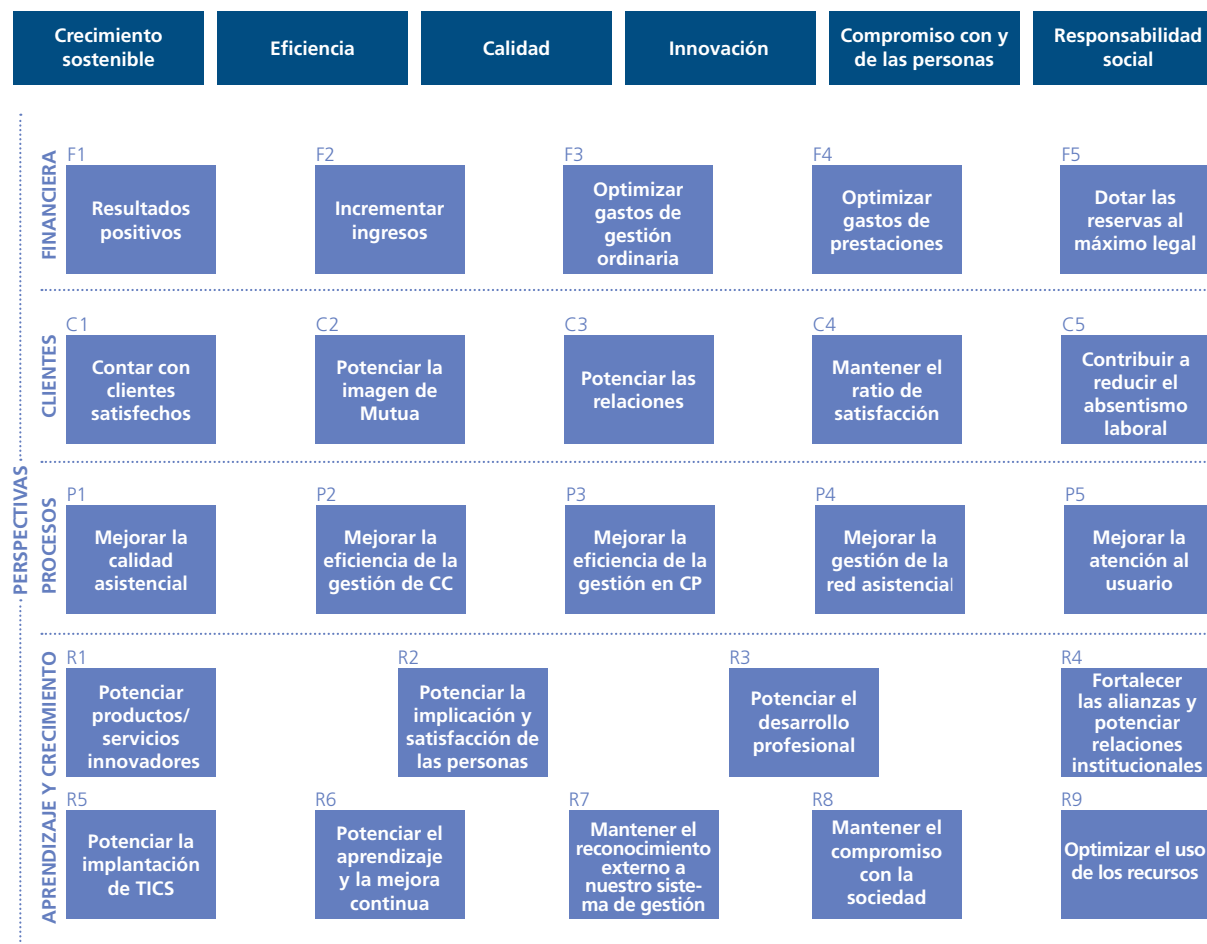 Crecimiento
sostenible
Eficiencia
Calidad
Innovación
Compromiso con y
de las personas
Responsabilidad
social
PERSPECTIVAS
FINANCIERA
F1
Resultados
positivos
F2
Incrementar
ingresos
F3
Optimizar
gastos de
gestión
ordinaria
F4
Optimizar
gastos de
prestaciones
F5
Dotar las
reservas al
máximo legal
CLIENTES
C1
Contar con
clientes
satisfechos
C2
Potenciar la
imagen de
Mutua
C3
Potenciar las
relaciones
C4
Mantener el
ratio de
satisfacción
C5
Contribuir a
reducir el
absentismo
laboral
PROCESOS
P1
Mejorar la
calidad
asistencial
P2
Mejorar la
eficiencia de la
gestión de CC
P3
Mejorar la
eficiencia de la
gestión en CP
P4
Mejorar la
gestión de la
red asistencial
P5
Mejorar la
atención al
usuario
APRENDIZAJE Y CRECIMIENTO
R1
Potenciar
productos/
servicios
innovadores
R2
Potenciar la
implicación y
satisfacción de
las personas
R3
Potenciar el
desarrollo
profesional
R4
Fortalecer
las alianzas y
potenciar
relaciones
institucionales
R5
Potenciar la
implantación
de TICS
R6
Potenciar el
aprendizaje
y la mejora
continua
R7
Mantener el
reconocimiento
externo a
nuestro siste-
ma de gestión
R8
Mantener el
compromiso
con la
sociedad
R9
Optimizar el uso
de los recursos